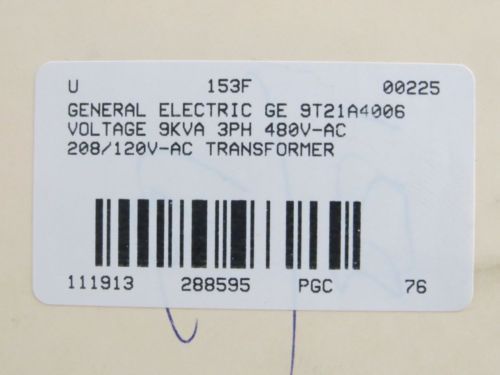 U 153F 00225
GENERAL ELECTRIC GE 9T21A4006
VOLTAGE 9KVA 3PH 480V-AC
208/120V-AC TRANSFORMER
111913 288595 PGC 76